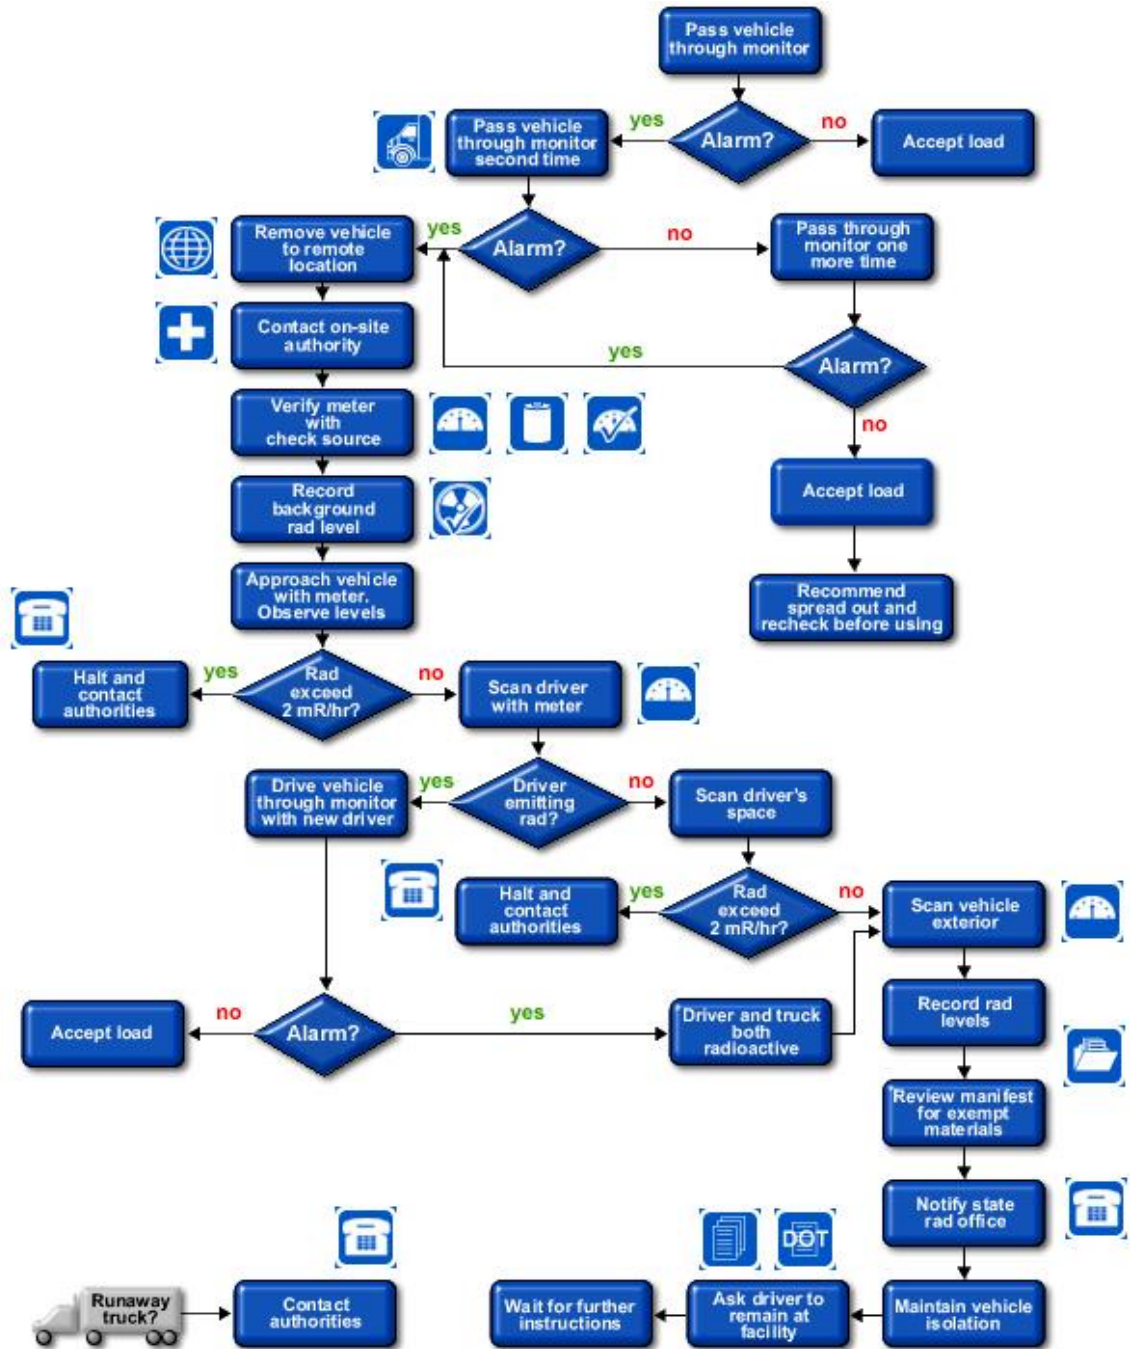 Pass vehicle
through monitor
Alarm?
yes
no
Pass vehicle
through monitor
second time
Accept load
Alarm?
yes
no
Remove vehicle
to remote
location
Pass through
monitor one
more time
Contact on-site
authority
yes
Alarm?
no
Verify meter
with
check source
Record
background
rad level
Accept load
Approach vehicle
with meter.
Observe levels
Recommend
spread out and
recheck before using
Halt and
contact
authorities
yes
Rad
exceed
2 mR/hr?
no
Scan driver
with meter
Drive vehicle
through monitor
with new driver
yes
Driver
emitting
rad?
no
Scan driver's
space
Halt and
contact
authorities
yes
Rad
exceed
2 mR/hr?
no
Scan vehicle
exterior
Accept load
no
Alarm?
yes
Driver and truck
both
radioactive
Record rad
levels
Review manifest
for exempt
materials
Notify state
rad office
DOT
Runaway
truck?
Contact
authorities
Wait for further
instructions
Ask driver to
remain at
facility
Maintain vehicle
isolation